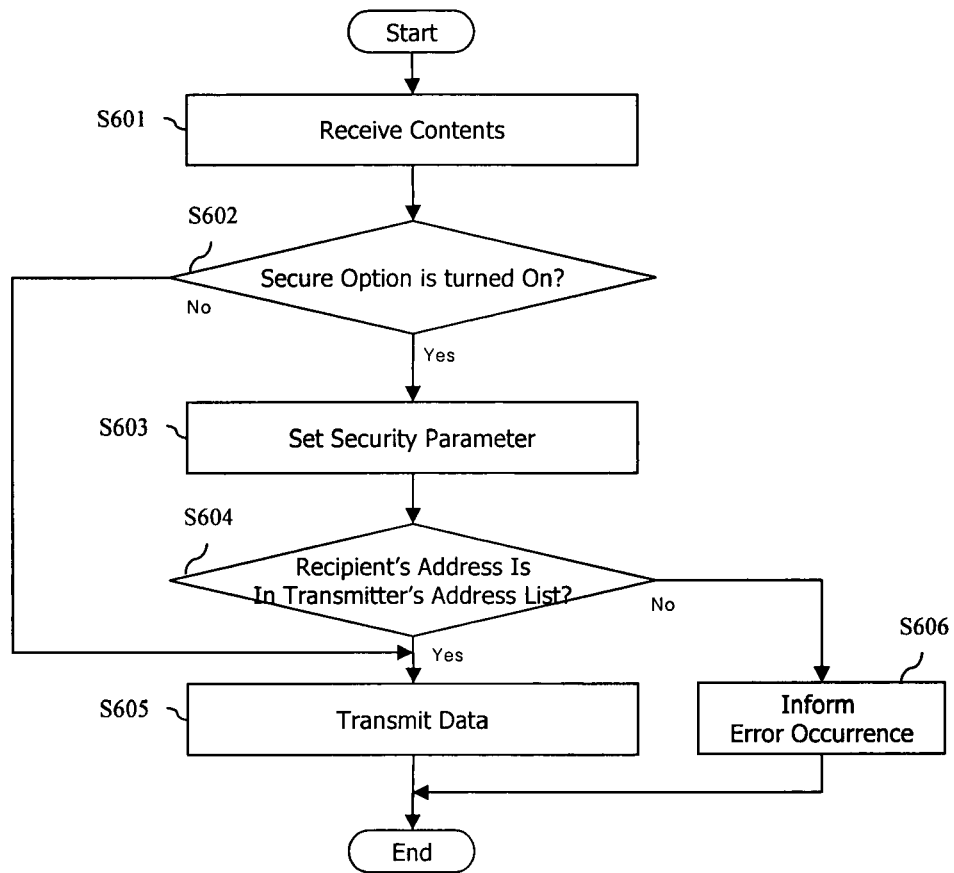 Start
S601
Receive Contents
S602
Secure Option is turned On?
No
Yes
S603
Set Security Parameter
S604
Recipient's Address Is
In Transmitter's Address List?
No
Yes
S606
S605
Transmit Data
Inform
Error Occurrence
End